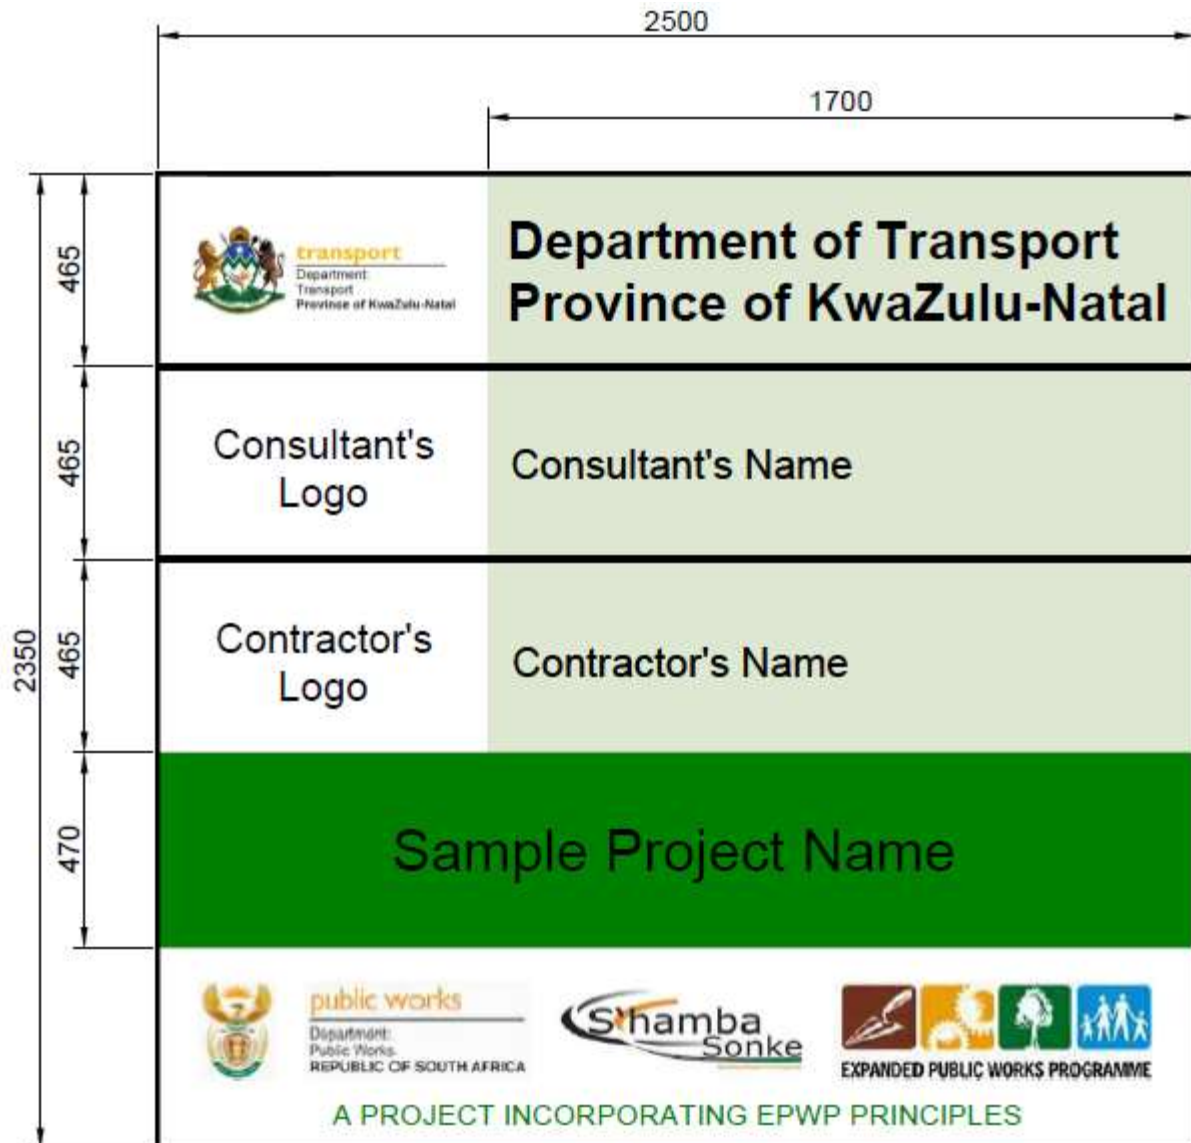 2500
1700
2350
465
transport
Department:
Transport
Province of KwaZulu-Natal
Department of Transport
Province of KwaZulu-Natal
465
Consultant's
Logo
Consultant's Name
465
Contractor's
Logo
Contractor's Name
470
Sample Project Name
public works
Department:
Public Works
REPUBLIC OF SOUTH AFRICA
S'hamba
Sonke
EXPANDED PUBLIC WORKS PROGRAMME
A PROJECT INCORPORATING EPWP PRINCIPLES